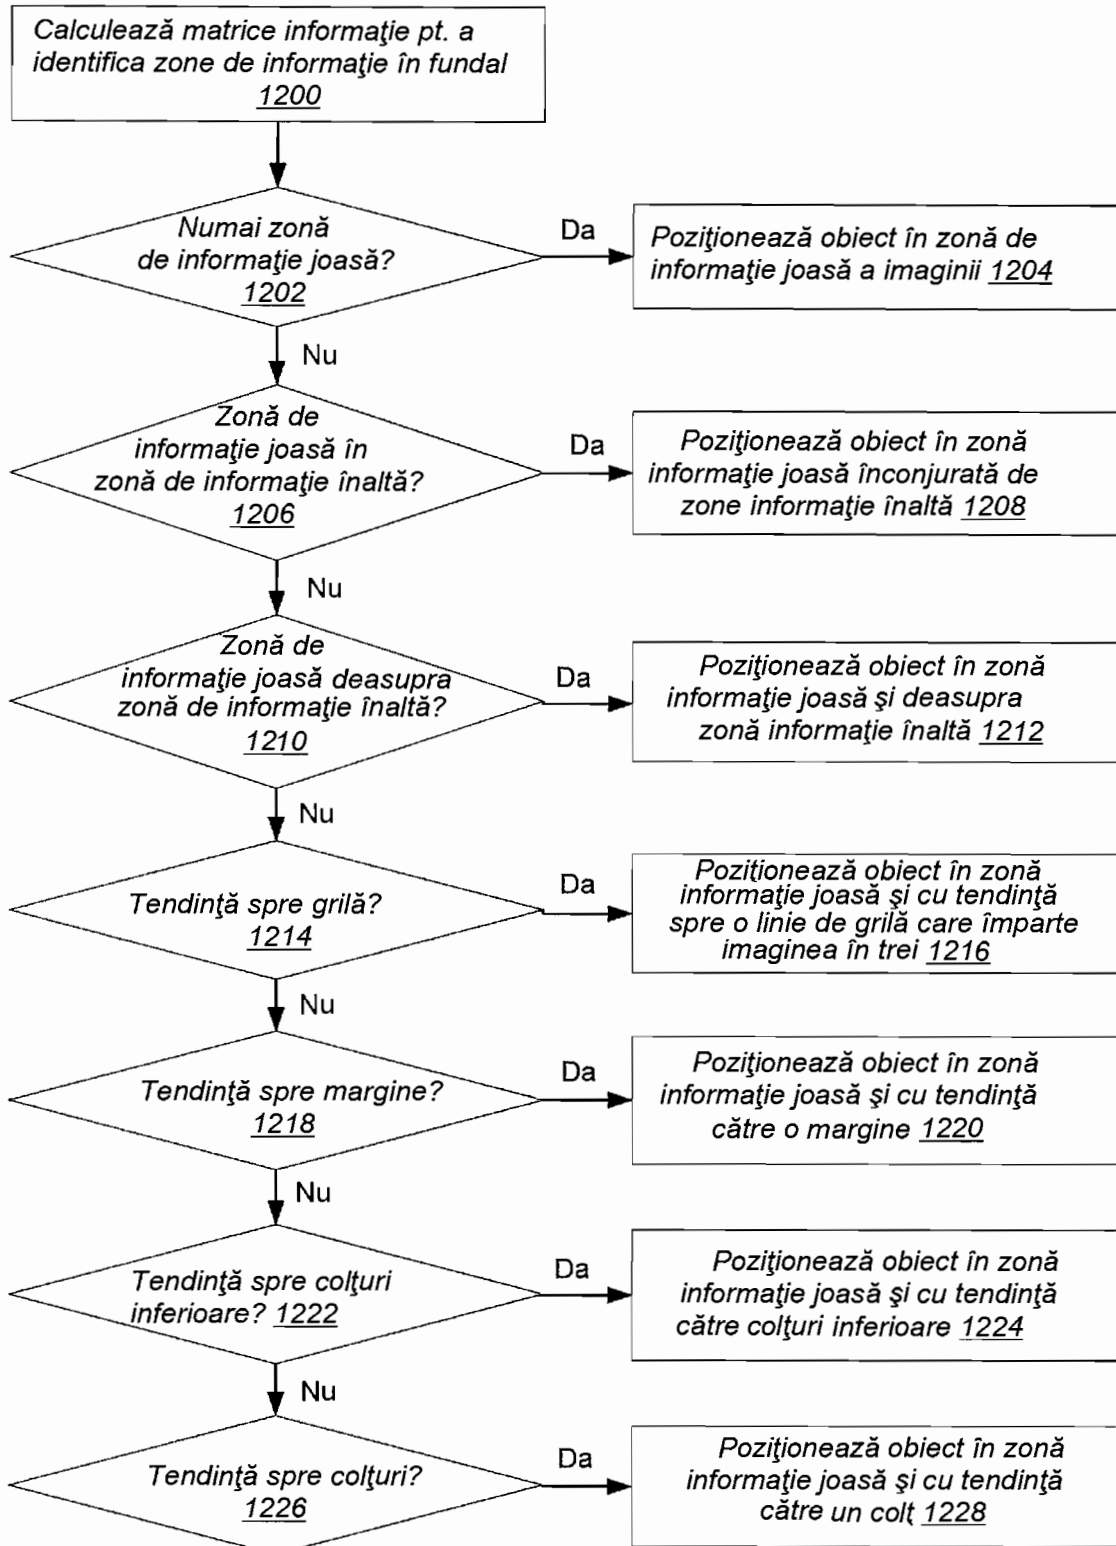 Calculează matrice informaţie pt. a
identifica zone de informaţie în fundal
1200
Numai zonă
de informaţie joasă?
1202
Da
Poziţionează obiect în zonă de
informaţie joasă a imaginii 1204
Nu
Zonă de
informaţie joasă în
zonă de informaţie înaltă?
1206
Da
Poziţionează obiect în zonă
informaţie joasă înconjurată de
zone informaţie înaltă 1208
Nu
Zonă de
informaţie joasă deasupra
zonă de informaţie înaltă?
1210
Da
Poziţionează obiect în zonă
informaţie joasă şi deasupra
zonă informaţie înaltă 1212
Nu
Tendinţă spre grilă?
1214
Da
Poziţionează obiect în zonă
informaţie joasă şi cu tendinţă
spre o linie de grilă care împarte
imaginea în trei 1216
Nu
Tendinţă spre margine?
1218
Da
Poziţionează obiect în zonă
informaţie joasă şi cu tendinţă
către o margine 1220
Nu
Tendinţă spre colţuri
inferioare? 1222
Da
Poziţionează obiect în zonă
informaţie joasă şi cu tendinţă
către colţuri inferioare 1224
Nu
Tendinţă spre colţuri?
1226
Da
Poziţionează obiect în zonă
informaţie joasă şi cu tendinţă
către un colţ 1228